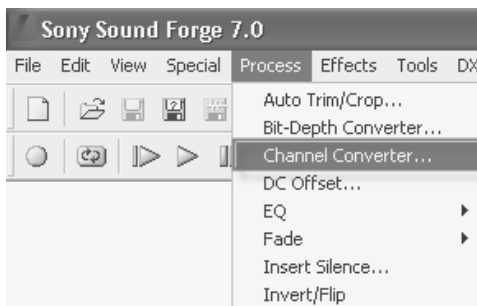 Sony Sound Forge 7.0
File Edit View Special Process Effects Tools DX
Auto Trim/Crop...
Bit-Depth Converter...
Channel Converter...
DC Offset...
EQ
Fade
Insert Silence...
Invert/Flip